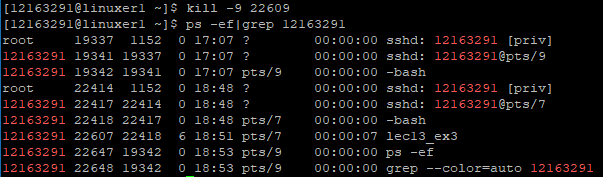 [12163291@linuxer1 ~]$ kill -9 22609
[12163291@linuxer1 ~]$ ps -ef|grep 12163291
root     19337  1152  0 17:07 ?        00:00:00 sshd: 12163291 [priv]
12163291 19341 19337  0 17:07 ?        00:00:00 sshd: 12163291@pts/9
12163291 19342 19341  0 17:07 pts/9    00:00:00 -bash
root     22414  1152  0 18:48 ?        00:00:00 sshd: 12163291 [priv]
12163291 22417 22414  0 18:48 ?        00:00:00 sshd: 12163291@pts/7
12163291 22418 22417  0 18:48 pts/7    00:00:00 -bash
12163291 22607 22418  6 18:51 pts/7    00:00:07 lec13_ex3
12163291 22647 19342  0 18:53 pts/9    00:00:00 ps -ef
12163291 22648 19342  0 18:53 pts/9    00:00:00 grep --color=auto 12163291